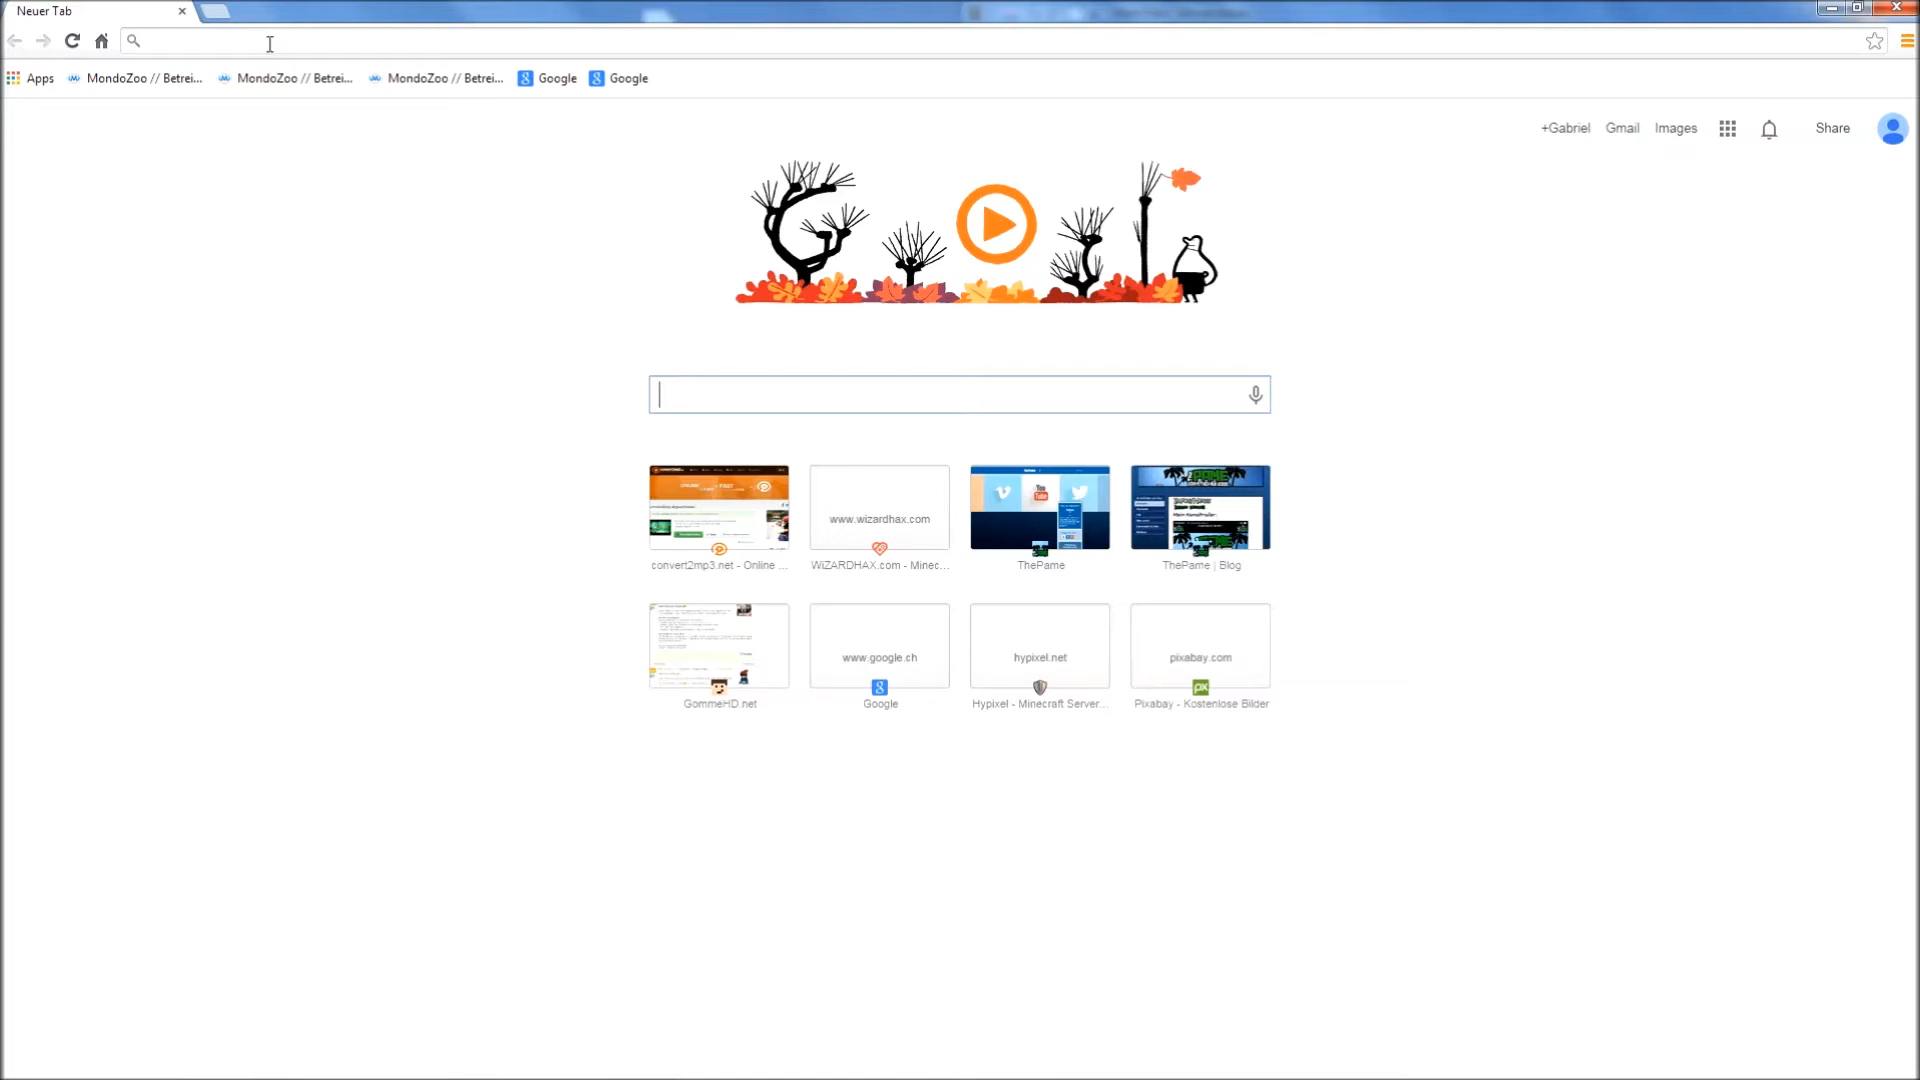 Neuer Tab
Apps MondoZoo // Betrei... MondoZoo // Betrei... MondoZoo // Betrei... Google Google
+Gabriel Gmail Images Share
www.wizardhax.com
You
Tube
convert2mp3.net - Online ... WiZARDHAX.com - Minec... ThePame ThePame | Blog
www.google.ch hypixel.net pixabay.com
GommeHD.net Google Hypixel - Minecraft Server... Pixabay - Kostenlose Bilder